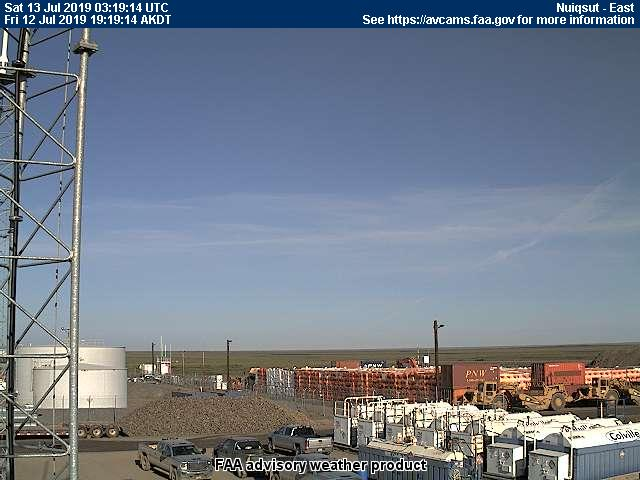 Sat 13 Jul 2019 03:19:14 UTC
Nuiqsut - East
Fri 12 Jul 2019 19:19:14 AKDT
See https://avcams.faa.gov for more information
PNW
Colville
FAA advisory weather product